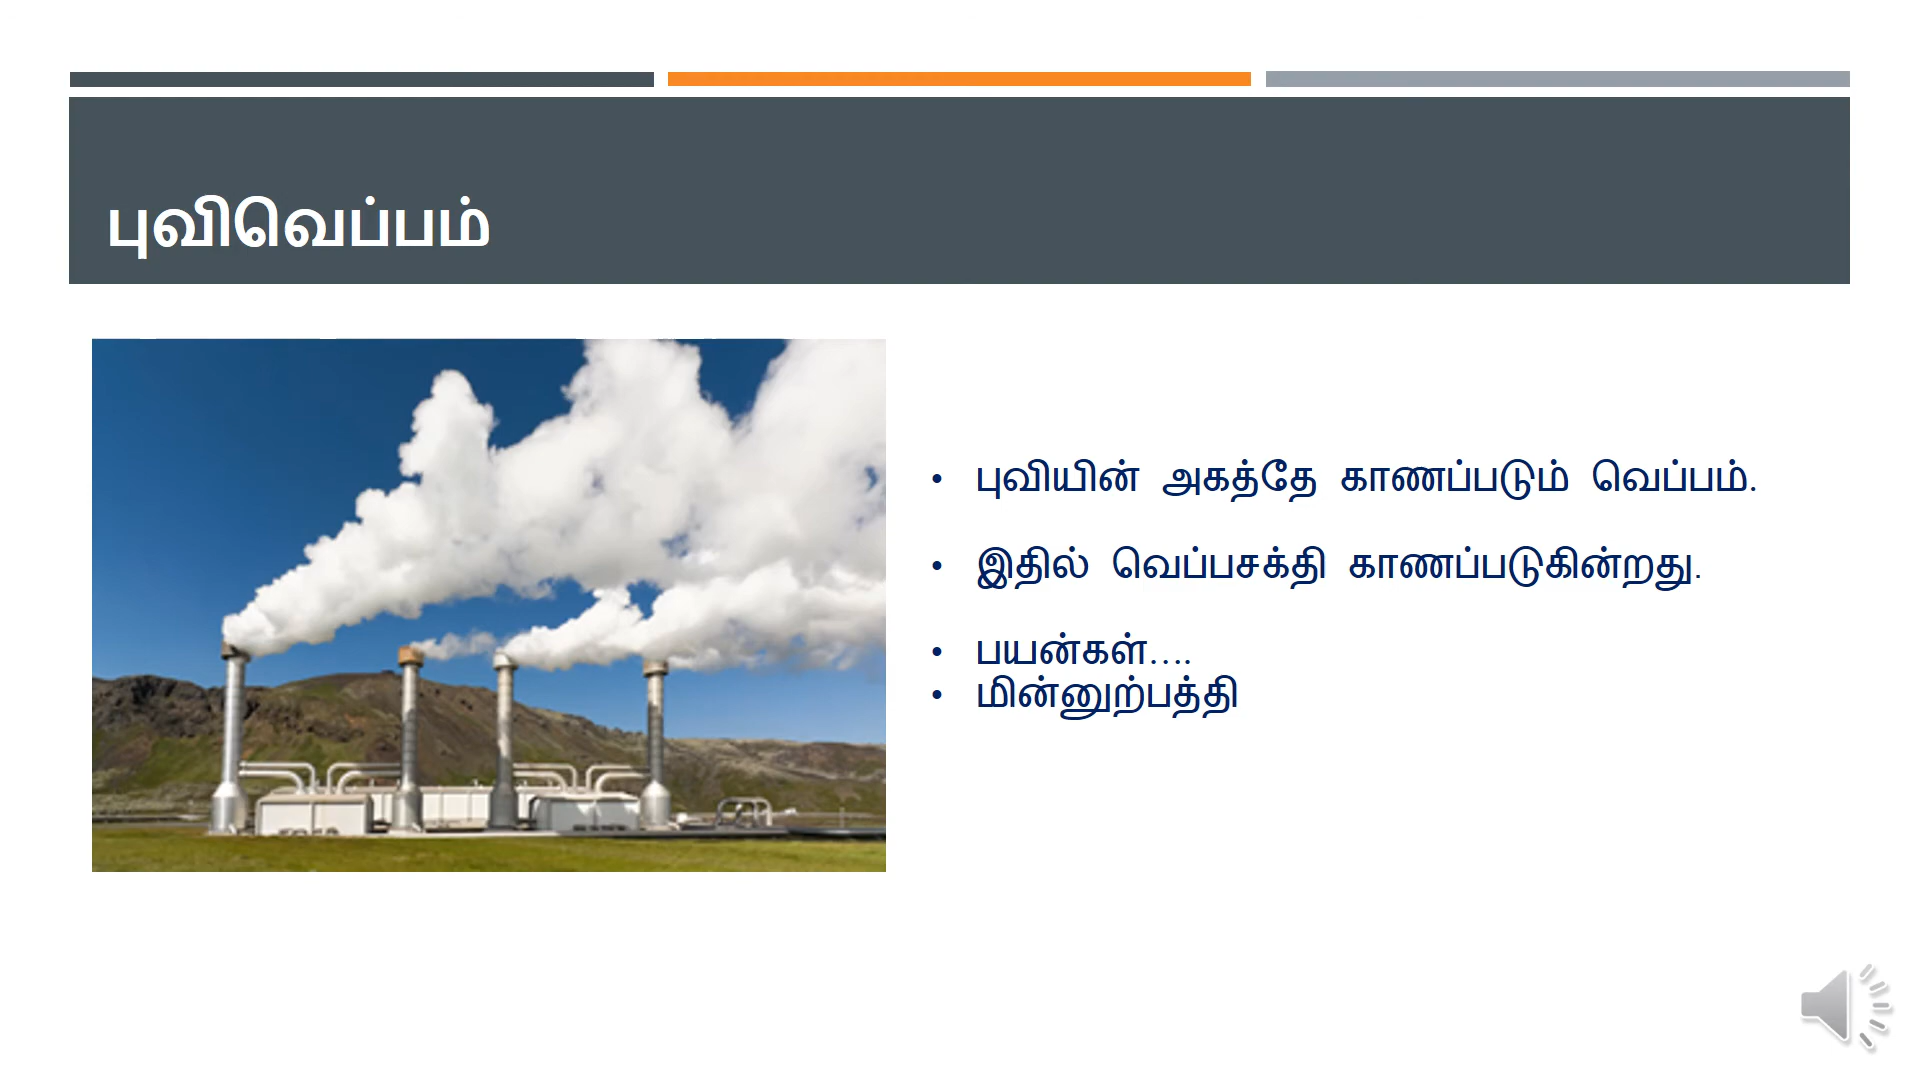 புவிவெப்பம்
• புவியின் அகத்தே காணப்படும் வெப்பம்.
• இதில் வெப்பசக்தி காணப்படுகின்றது.
• பயன்கள்....
• மின்னுற்பத்தி